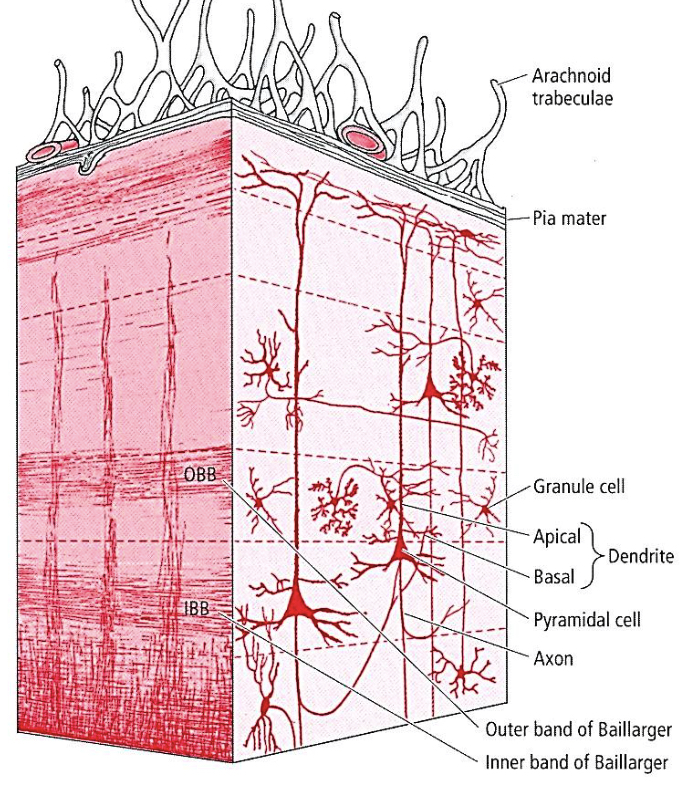 Arachnoid
trabeculae
Pia mater
OBB
Granule cell
Apical
Dendrite
Basal
IBB
Pyramidal cell
Axon
Outer band of Baillarger
Inner band of Baillarger